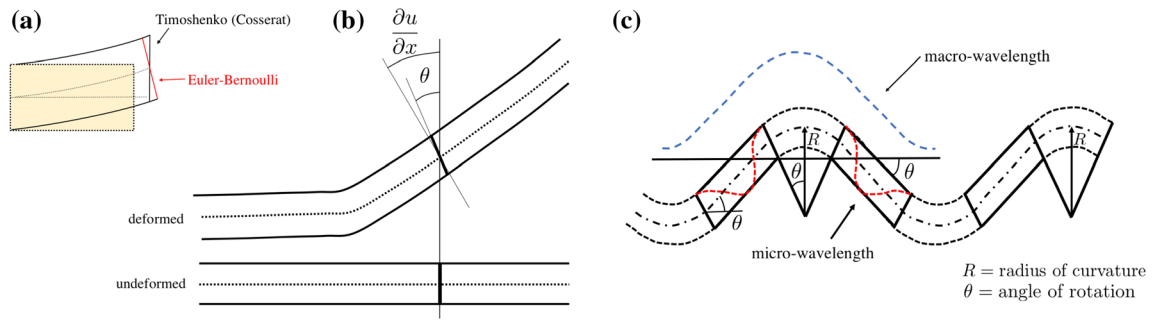 (a)
Timoshenko (Cosserat)
Euler-Bernoulli
(b)
∂u
∂x
θ
deformed
undeformed
(c)
macro-wavelength
R
θ
θ
θ
R
micro-wavelength
R = radius of curvature
θ = angle of rotation